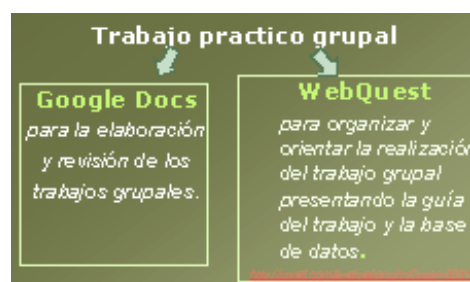 Trabajo practico grupal
Google Docs
para la elaboración
y revisión de los
trabajos grupales.
WebQuest
para organizar y
orientar la realización
del trabajo grupal
presentando la guía
del trabajo y la base
de datos.